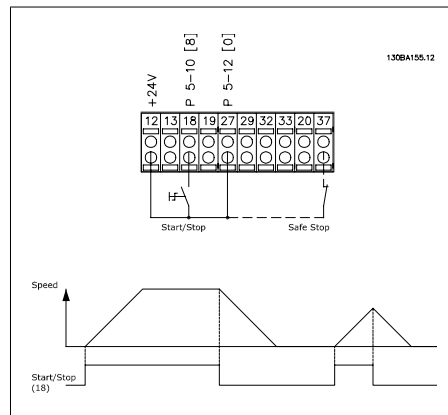 130BA155.12
+24V
P 5-10 [8]
P 5-12 [0]
12 13 18 19 27 29 32 33 20 37
Start/Stop
Safe Stop
Speed
Start/Stop
(18)